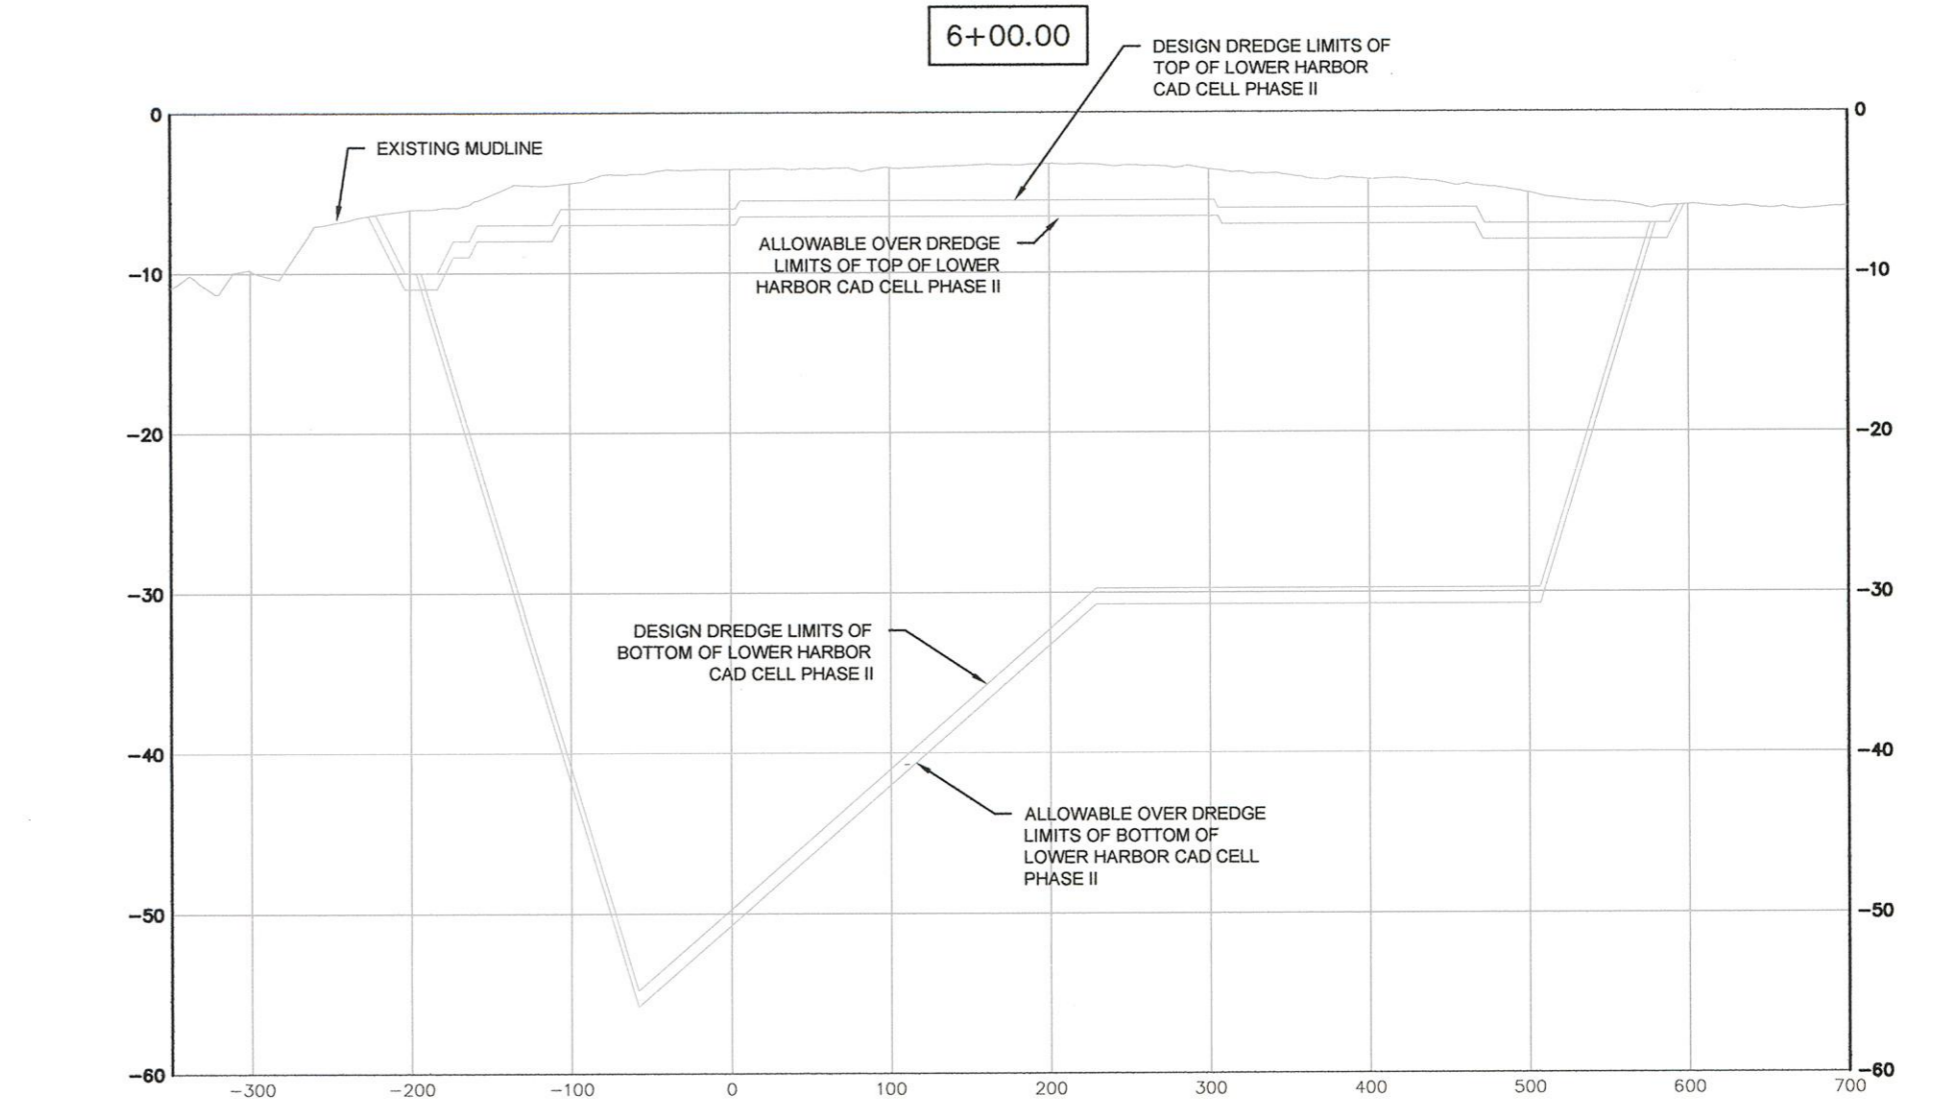 6+00.00
DESIGN DREDGE LIMITS OF
TOP OF LOWER HARBOR
CAD CELL PHASE II
0
0
EXISTING MUDLINE
ALLOWABLE OVER DREDGE
LIMITS OF TOP OF LOWER
HARBOR CAD CELL PHASE II
-10
-10
-20
-20
-30
-30
DESIGN DREDGE LIMITS OF
BOTTOM OF LOWER HARBOR
CAD CELL PHASE II
-40
-40
ALLOWABLE OVER DREDGE
LIMITS OF BOTTOM OF
LOWER HARBOR CAD CELL
PHASE II
-50
-50
-60
-60
-300 -200 -100 0 100 200 300 400 500 600 700